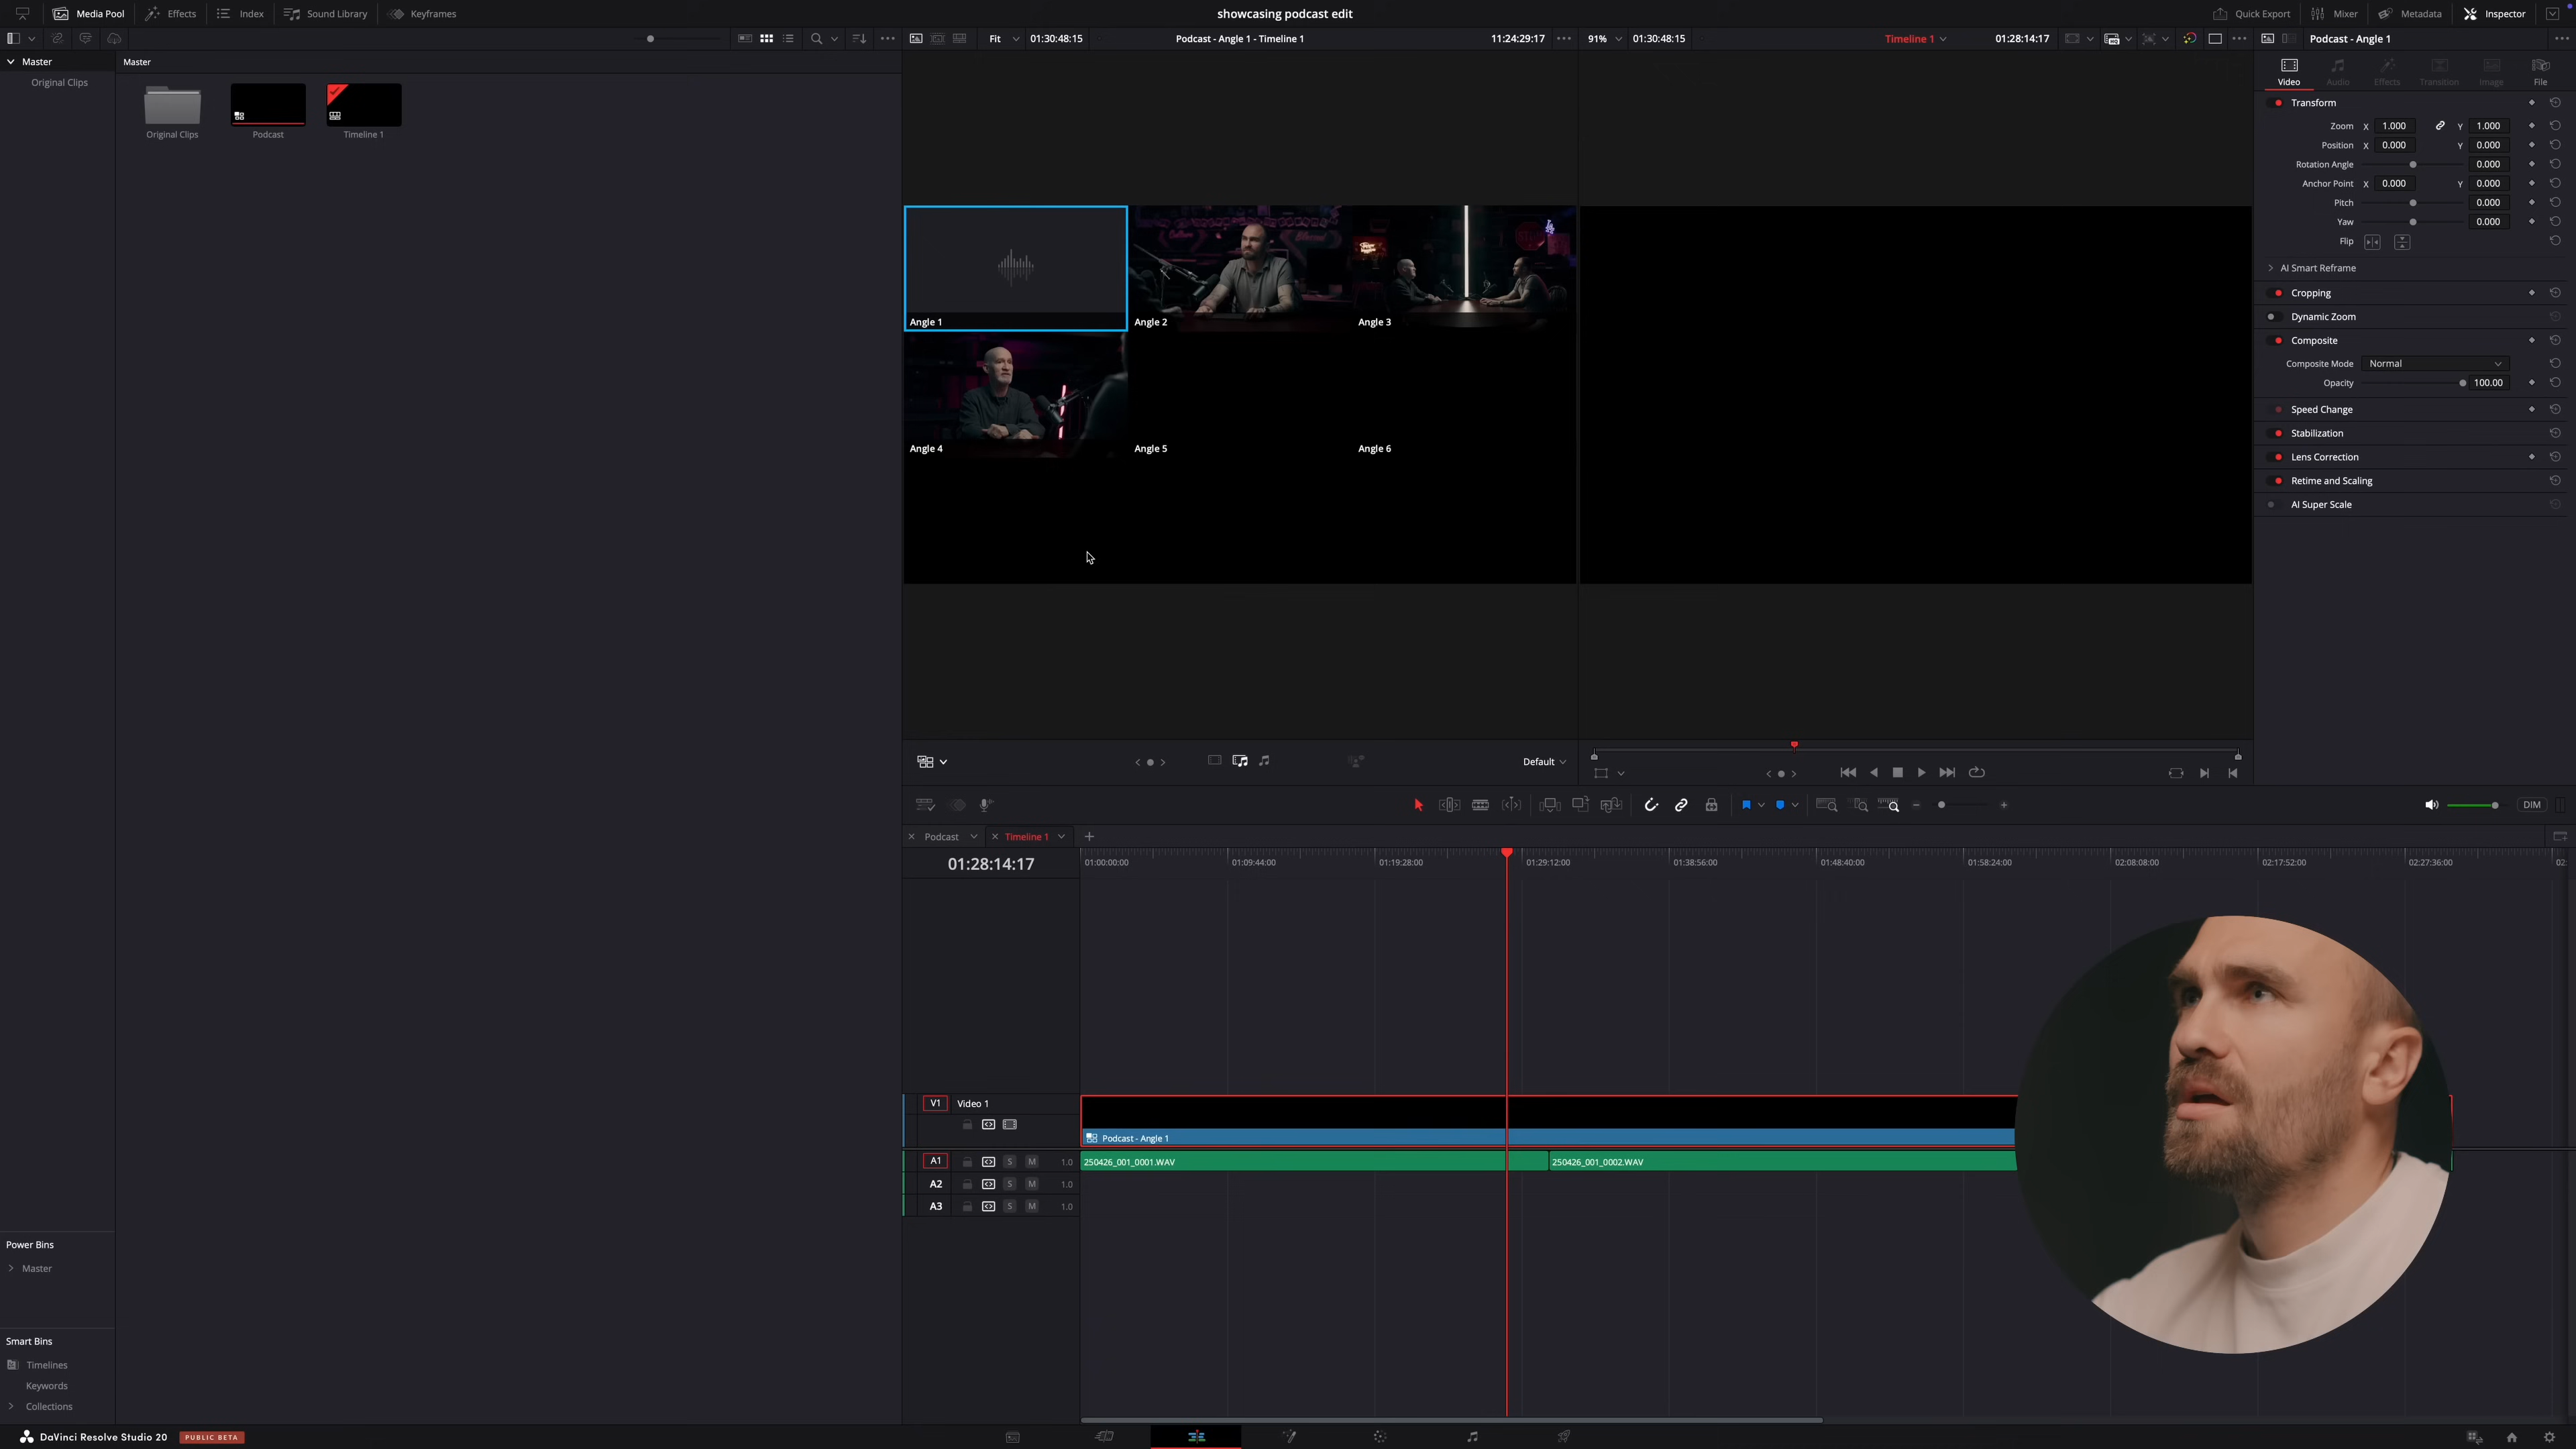 Media Pool
Effects
Index
Sound Library
Keyframes
showcasing podcast edit
Quick Export
Mixer
Metadata
Inspector
Fit
01:30:48:15
Podcast - Angle 1 - Timeline 1
11:24:29:17
91%
01:30:48:15
Timeline 1
01:28:14:17
Podcast - Angle 1
Master
Original Clips
Master
Original Clips
Podcast
Timeline 1
Angle 1
Angle 2
Angle 3
Angle 4
Angle 5
Angle 6
Video
Audio
Effects
Transition
Image
File
Transform
Zoom X 1.000 Y 1.000
Position X 0.000 Y 0.000
Rotation Angle 0.000
Anchor Point X 0.000 Y 0.000
Pitch 0.000
Yaw 0.000
Flip
AI Smart Reframe
Cropping
Dynamic Zoom
Composite
Composite Mode Normal
Opacity 100.00
Speed Change
Stabilization
Lens Correction
Retime and Scaling
AI Super Scale
Default
DIM
Podcast
Timeline 1
01:28:14:17
01:00:00:00
01:09:44:00
01:19:28:00
01:29:12:00
01:38:56:00
01:48:40:00
01:58:24:00
02:08:08:00
02:17:52:00
02:27:36:00
02:
V1 Video 1
Podcast - Angle 1
A1 S M 1.0
250426_001_0001.WAV
250426_001_0002.WAV
A2 S M 1.0
A3 S M 1.0
Power Bins
Master
Smart Bins
Timelines
Keywords
Collections
DaVinci Resolve Studio 20
PUBLIC BETA